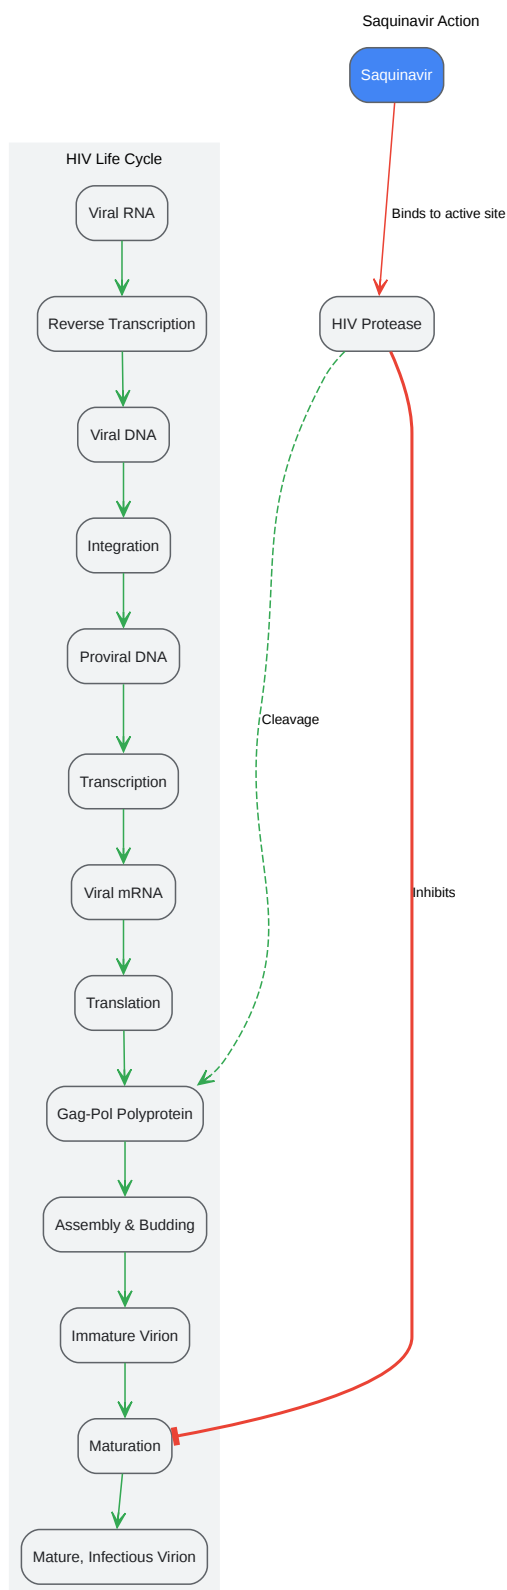 Saquinavir Action
Saquinavir
HIV Life Cycle
Viral RNA
Binds to active site
Reverse Transcription
HIV Protease
Viral DNA
Integration
Proviral DNA
Cleavage
Transcription
Viral mRNA
Inhibits
Translation
Gag-Pol Polyprotein
Assembly & Budding
Immature Virion
Maturation
Mature, Infectious Virion